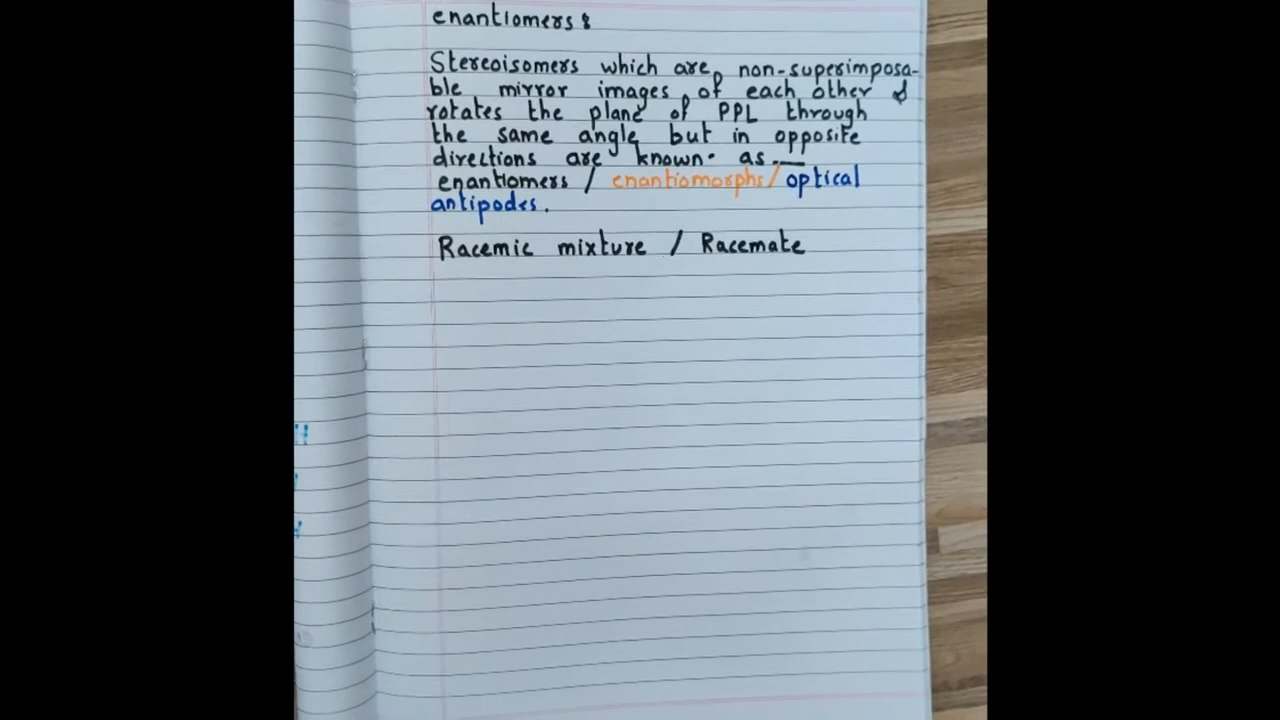 enantiomers :
Stereoisomers which are non-superimposa-
ble mirror images of each other &
rotates the plane of PPL through
the same angle but in opposite
directions are known as
enantiomers / enantiomorphs / optical
antipodes.
Racemic mixture / Racemate